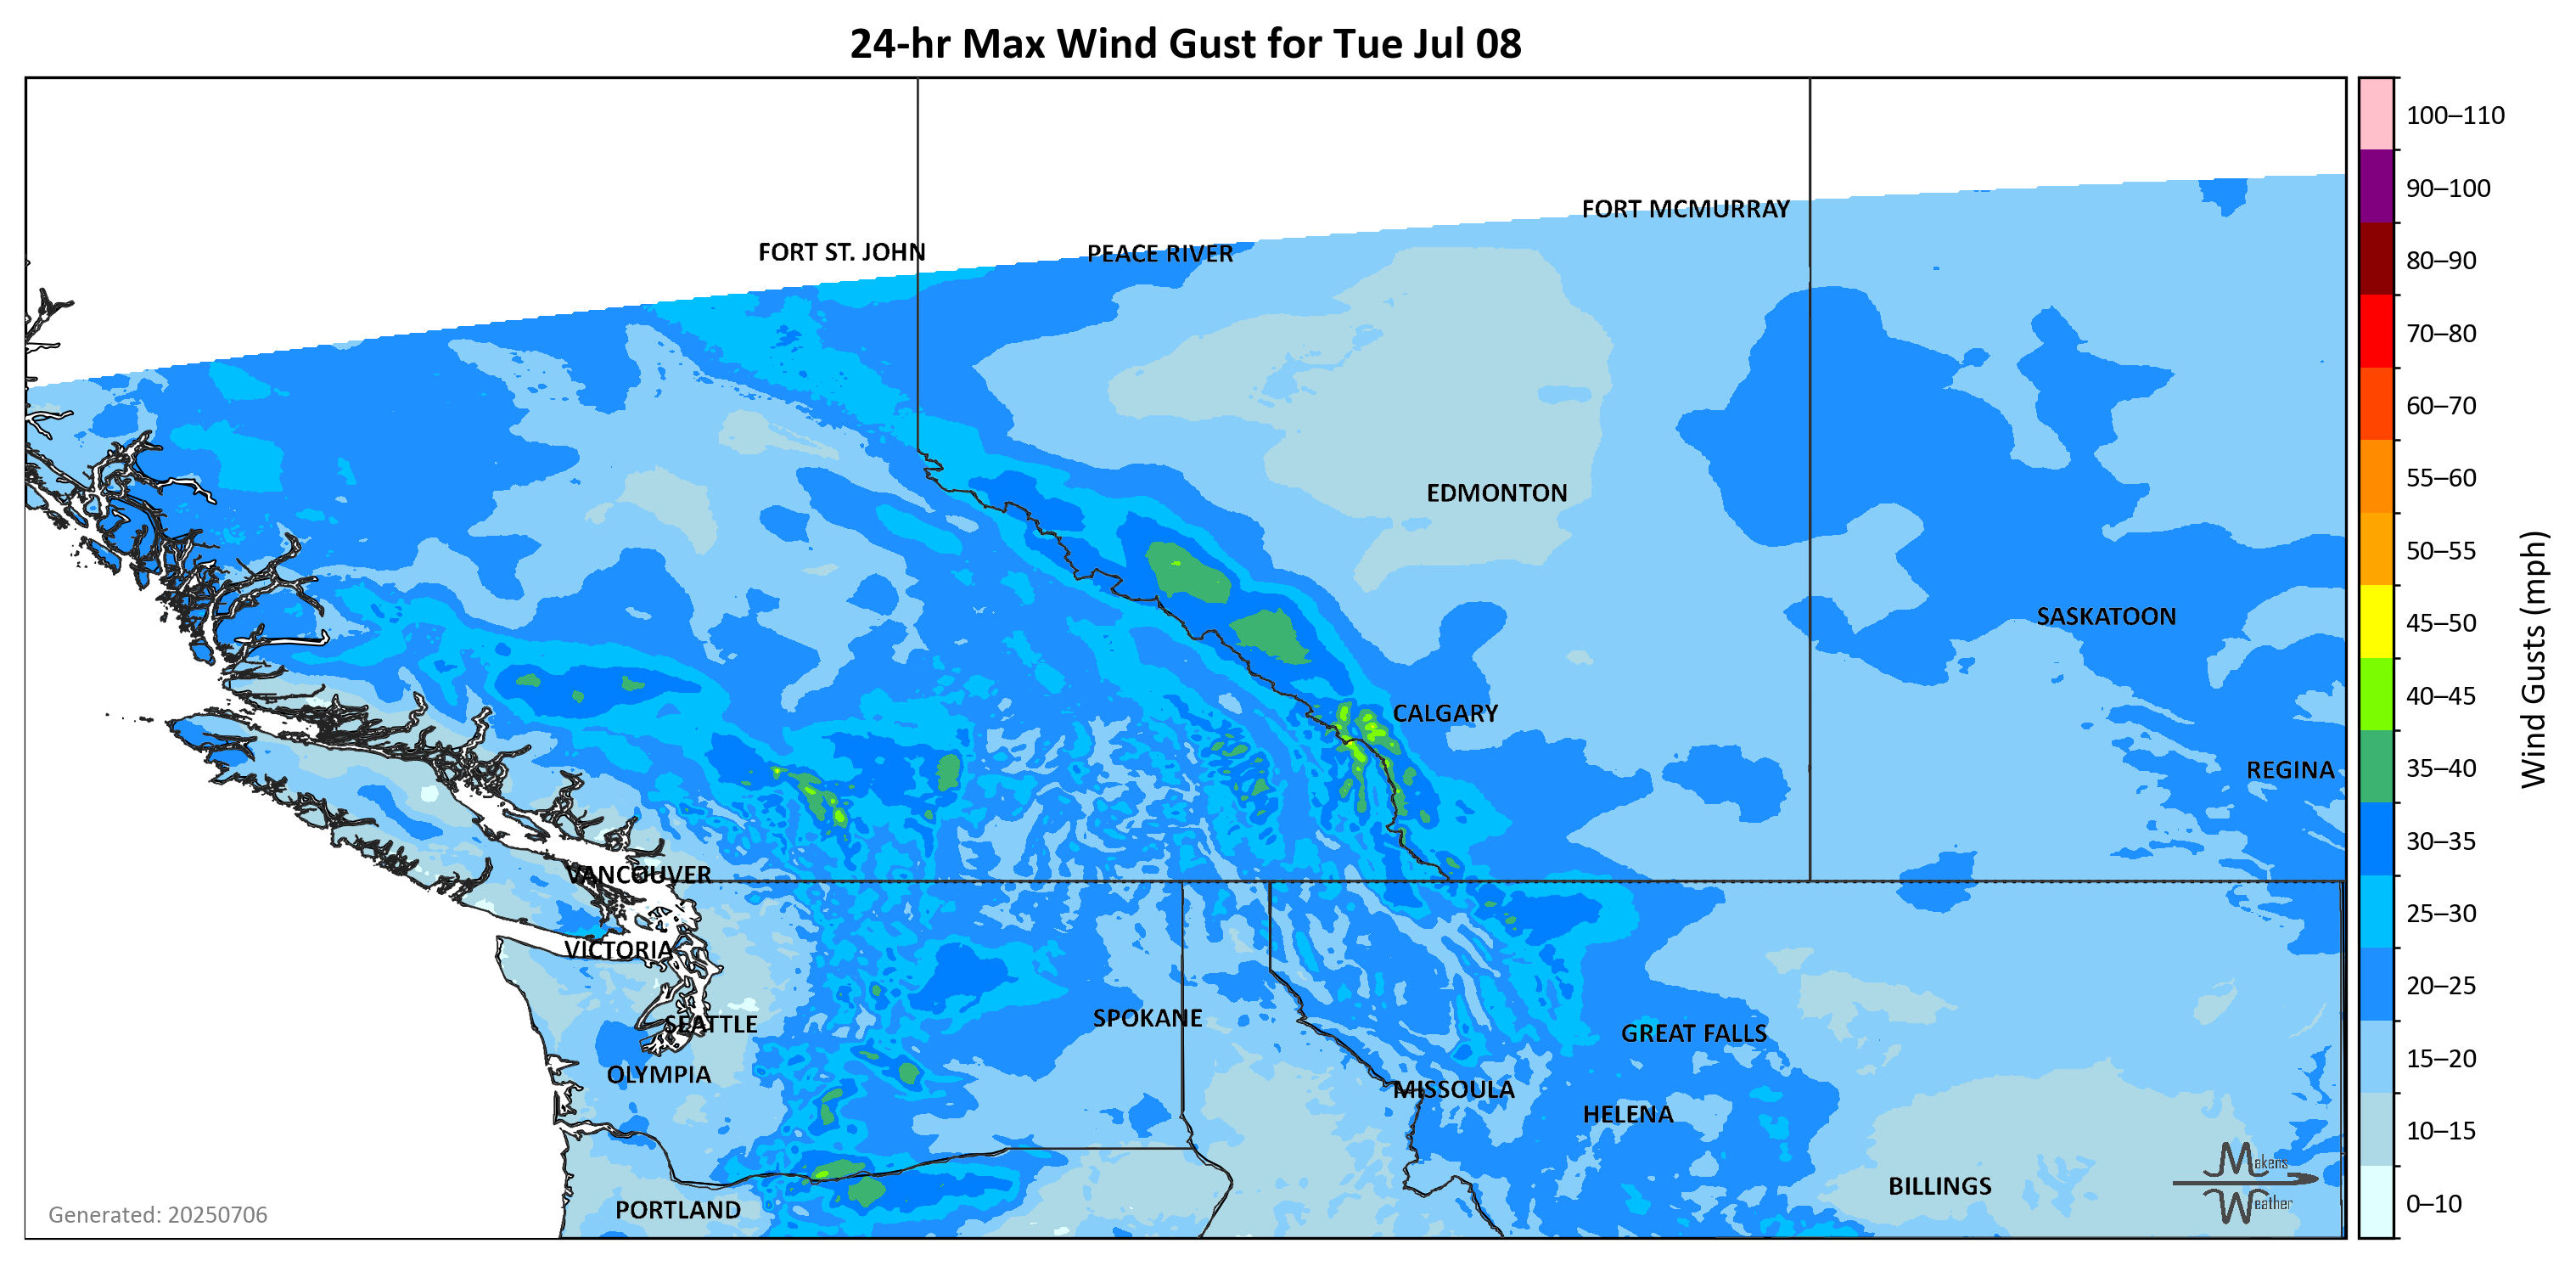 24-hr Max Wind Gust for Tue Jul 08
100–110
90–100
80–90
70–80
60–70
55–60
50–55
45–50
40–45
35–40
30–35
25–30
20–25
15–20
10–15
0–10
Wind Gusts (mph)
FORT MCMURRAY
FORT ST. JOHN
PEACE RIVER
EDMONTON
SASKATOON
CALGARY
REGINA
VANCOUVER
VICTORIA
SPOKANE
SEATTLE
GREAT FALLS
OLYMPIA
MISSOULA
HELENA
BILLINGS
PORTLAND
Makens
Weather
Generated: 20250706